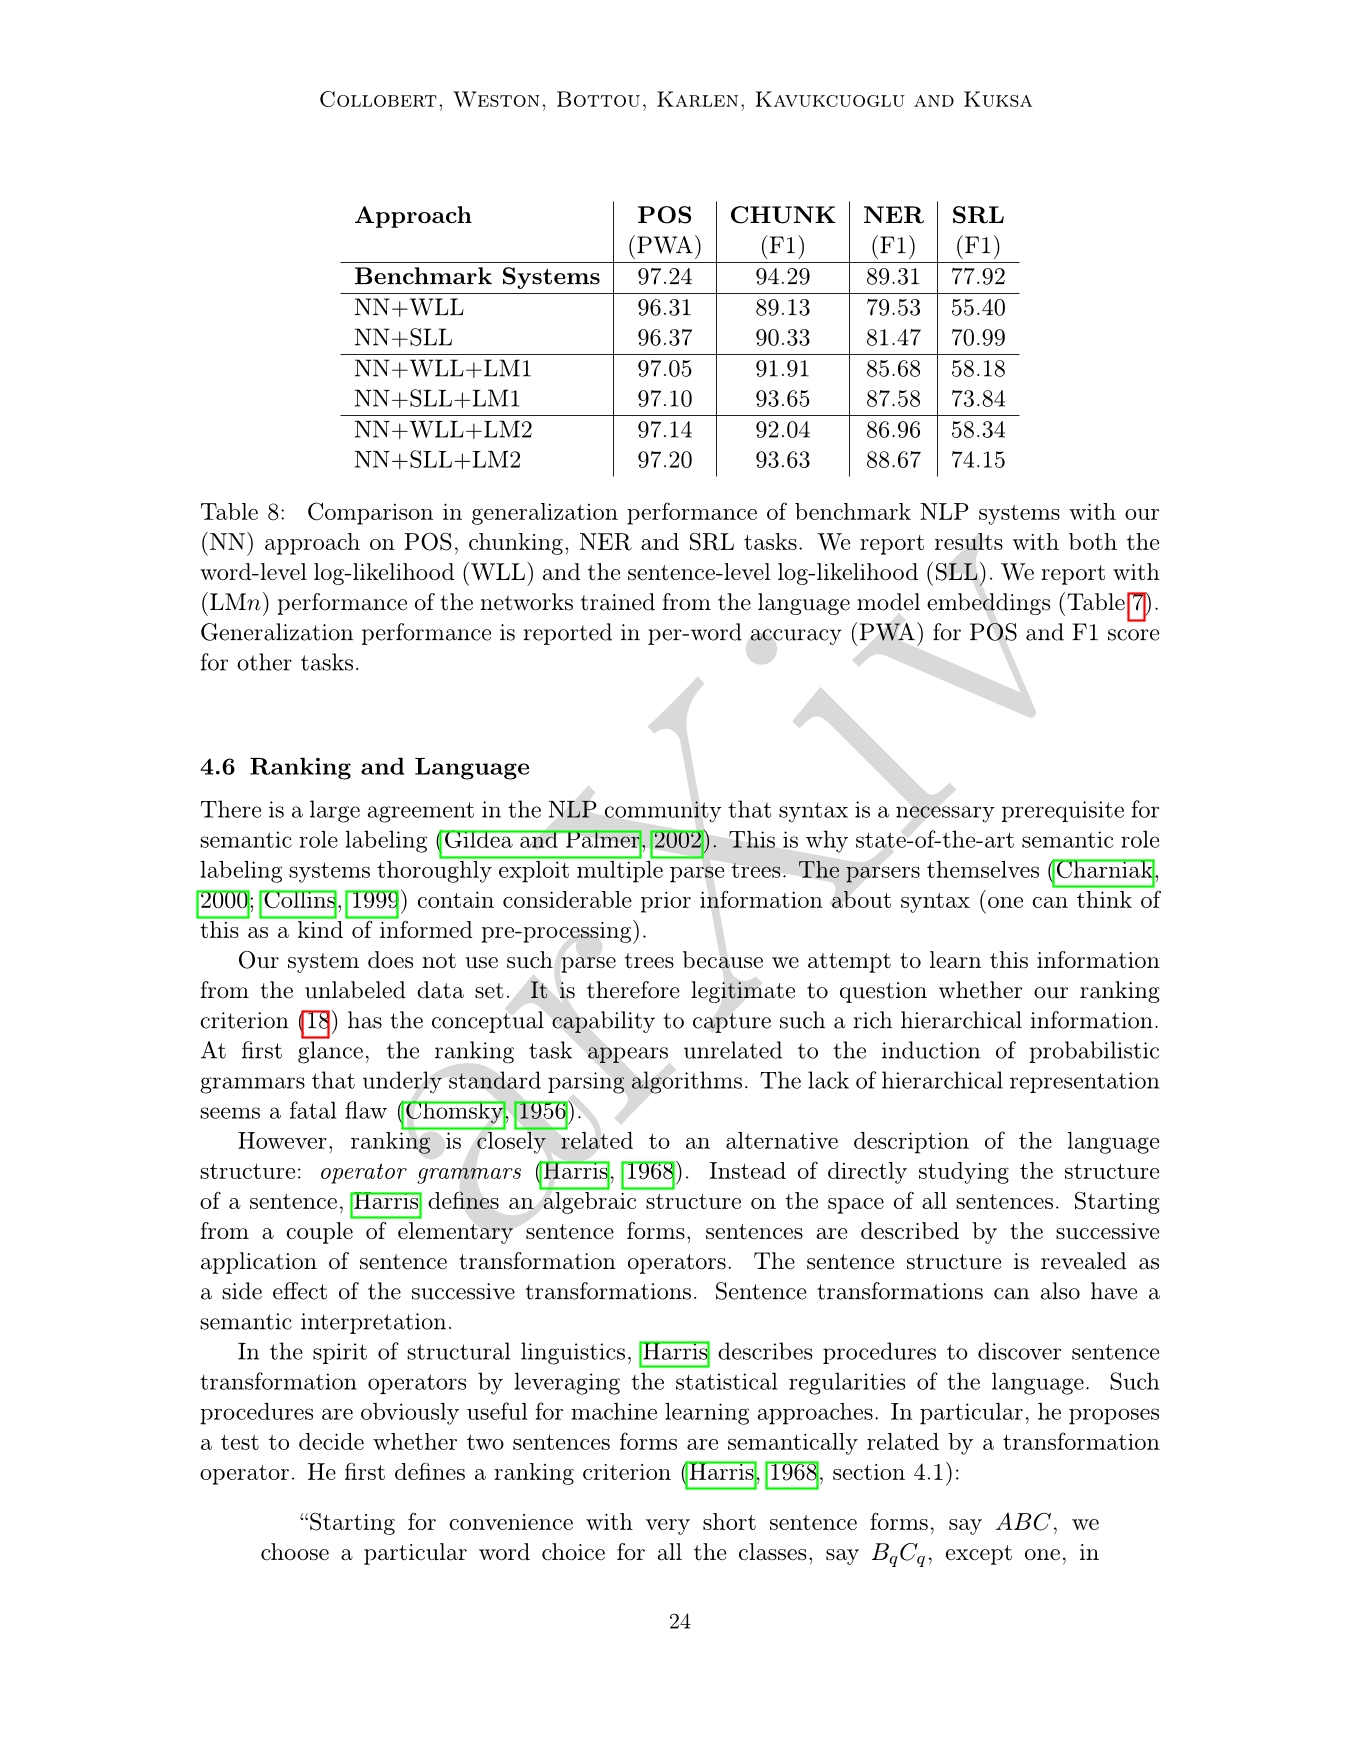 COLLOBERT, WESTON, BOTTOU, KARLEN, KAVUKCUOGLU AND KUKSA
Approach POS CHUNK NER SRL
(PWA) (F1) (F1) (F1)
Benchmark Systems 97.24 94.29 89.31 77.92
NN+WLL 96.31 89.13 79.53 55.40
NN+SLL 96.37 90.33 81.47 70.99
NN+WLL+LM1 97.05 91.91 85.68 58.18
NN+SLL+LM1 97.10 93.65 87.58 73.84
NN+WLL+LM2 97.14 92.04 86.96 58.34
NN+SLL+LM2 97.20 93.63 88.67 74.15
Table 8: Comparison in generalization performance of benchmark NLP systems with our
(NN) approach on POS, chunking, NER and SRL tasks. We report results with both the
word-level log-likelihood (WLL) and the sentence-level log-likelihood (SLL). We report with
(LMn) performance of the networks trained from the language model embeddings (Table 7).
Generalization performance is reported in per-word accuracy (PWA) for POS and F1 score
for other tasks.
4.6 Ranking and Language
There is a large agreement in the NLP community that syntax is a necessary prerequisite for
semantic role labeling (Gildea and Palmer, 2002). This is why state-of-the-art semantic role
labeling systems thoroughly exploit multiple parse trees. The parsers themselves (Charniak,
2000; Collins, 1999) contain considerable prior information about syntax (one can think of
this as a kind of informed pre-processing).
Our system does not use such parse trees because we attempt to learn this information
from the unlabeled data set. It is therefore legitimate to question whether our ranking
criterion (18) has the conceptual capability to capture such a rich hierarchical information.
At first glance, the ranking task appears unrelated to the induction of probabilistic
grammars that underly standard parsing algorithms. The lack of hierarchical representation
seems a fatal flaw (Chomsky, 1956).
However, ranking is closely related to an alternative description of the language
structure: operator grammars (Harris, 1968). Instead of directly studying the structure
of a sentence, Harris defines an algebraic structure on the space of all sentences. Starting
from a couple of elementary sentence forms, sentences are described by the successive
application of sentence transformation operators. The sentence structure is revealed as
a side effect of the successive transformations. Sentence transformations can also have a
semantic interpretation.
In the spirit of structural linguistics, Harris describes procedures to discover sentence
transformation operators by leveraging the statistical regularities of the language. Such
procedures are obviously useful for machine learning approaches. In particular, he proposes
a test to decide whether two sentences forms are semantically related by a transformation
operator. He first defines a ranking criterion (Harris, 1968, section 4.1):
“Starting for convenience with very short sentence forms, say ABC, we
choose a particular word choice for all the classes, say BqCq, except one, in
24
arXiv